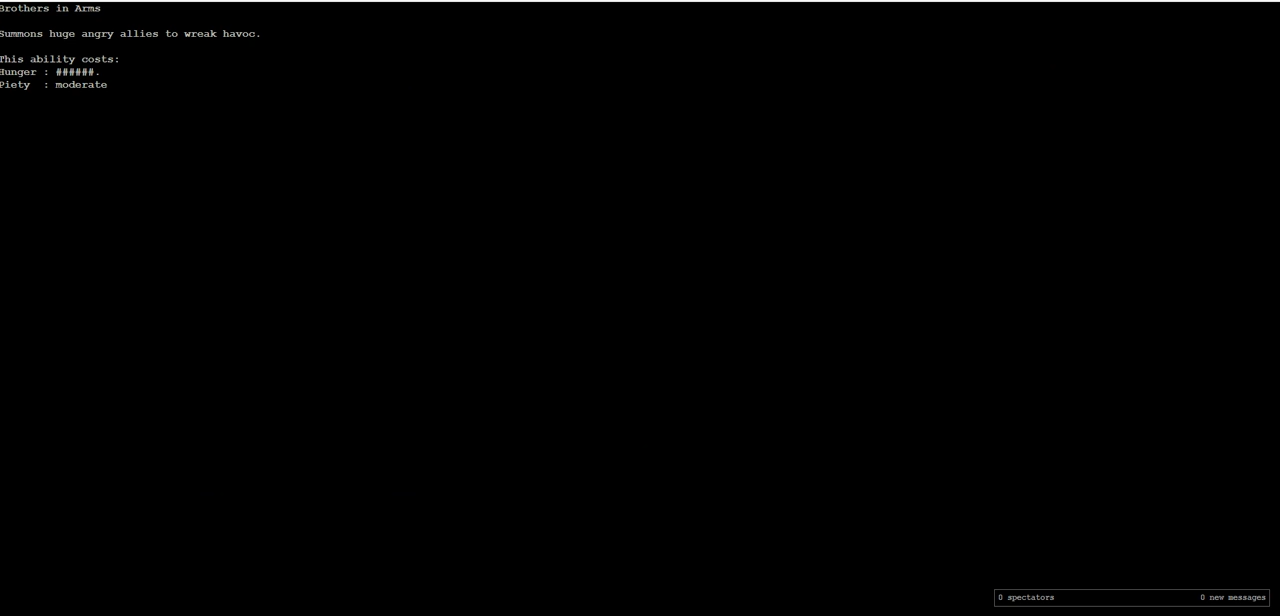 Brothers in Arms
Summons huge angry allies to wreak havoc.
This ability costs:
Hunger : ######.
Piety  : moderate
0 spectators 0 new messages